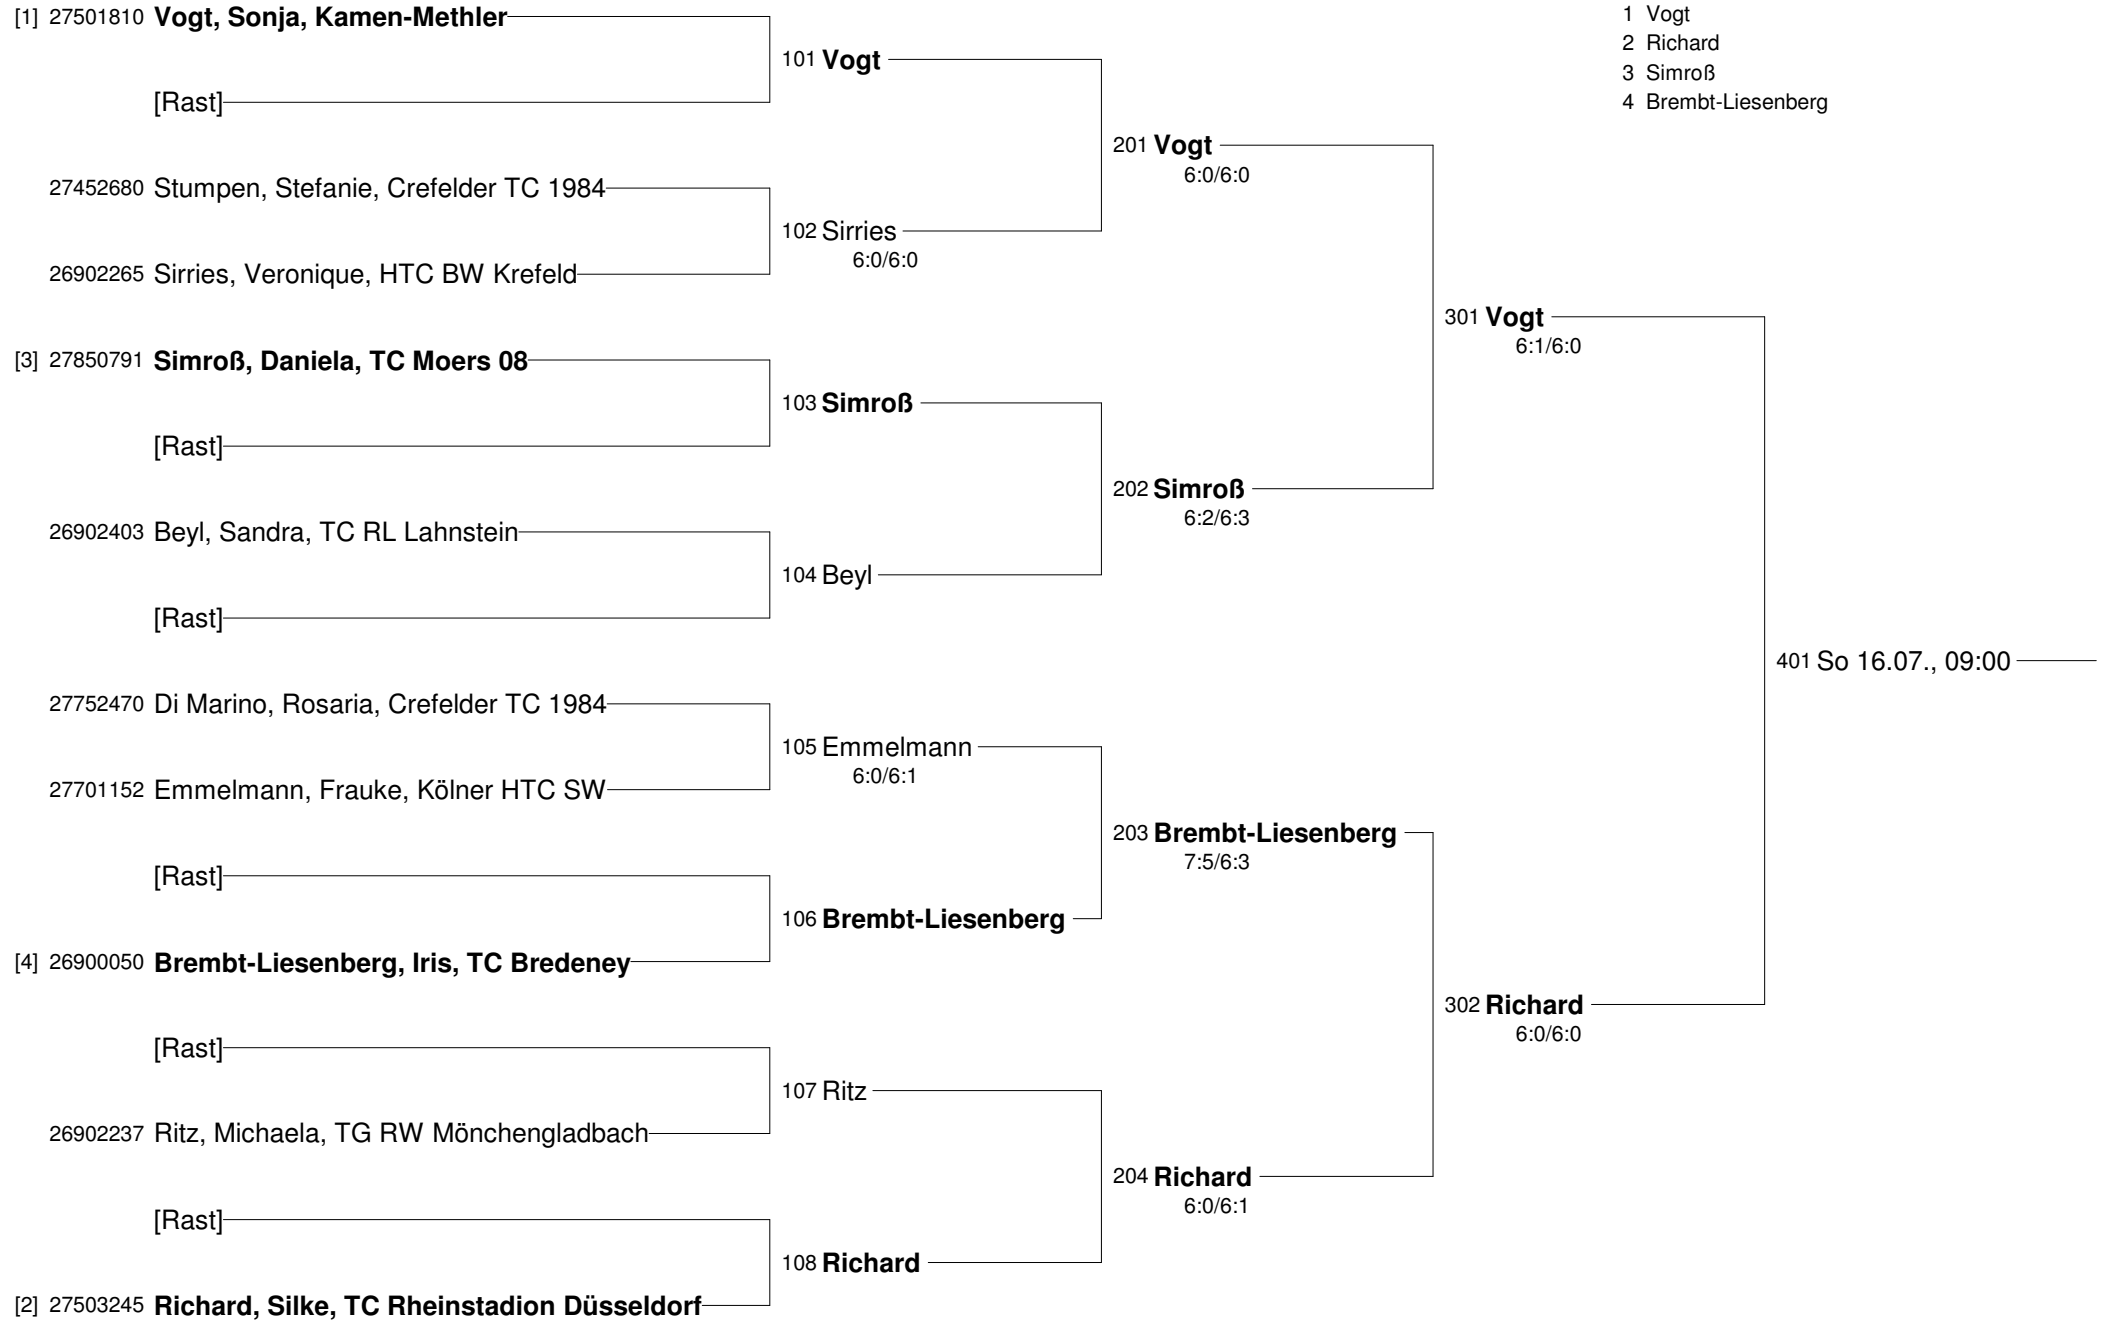 [1] 27501810 Vogt, Sonja, Kamen-Methler
1 Vogt
2 Richard
3 Simroß
4 Brembt-Liesenberg
101 Vogt
[Rast]
201 Vogt
6:0/6:0
27452680 Stumpen, Stefanie, Crefelder TC 1984
102 Sirries
6:0/6:0
26902265 Sirries, Veronique, HTC BW Krefeld
301 Vogt
6:1/6:0
[3] 27850791 Simroß, Daniela, TC Moers 08
103 Simroß
[Rast]
202 Simroß
6:2/6:3
26902403 Beyl, Sandra, TC RL Lahnstein
104 Beyl
[Rast]
401 So 16.07., 09:00
27752470 Di Marino, Rosaria, Crefelder TC 1984
105 Emmelmann
6:0/6:1
27701152 Emmelmann, Frauke, Kölner HTC SW
203 Brembt-Liesenberg
7:5/6:3
[Rast]
106 Brembt-Liesenberg
[4] 26900050 Brembt-Liesenberg, Iris, TC Bredeney
302 Richard
6:0/6:0
[Rast]
107 Ritz
26902237 Ritz, Michaela, TG RW Mönchengladbach
204 Richard
6:0/6:1
[Rast]
108 Richard
[2] 27503245 Richard, Silke, TC Rheinstadion Düsseldorf